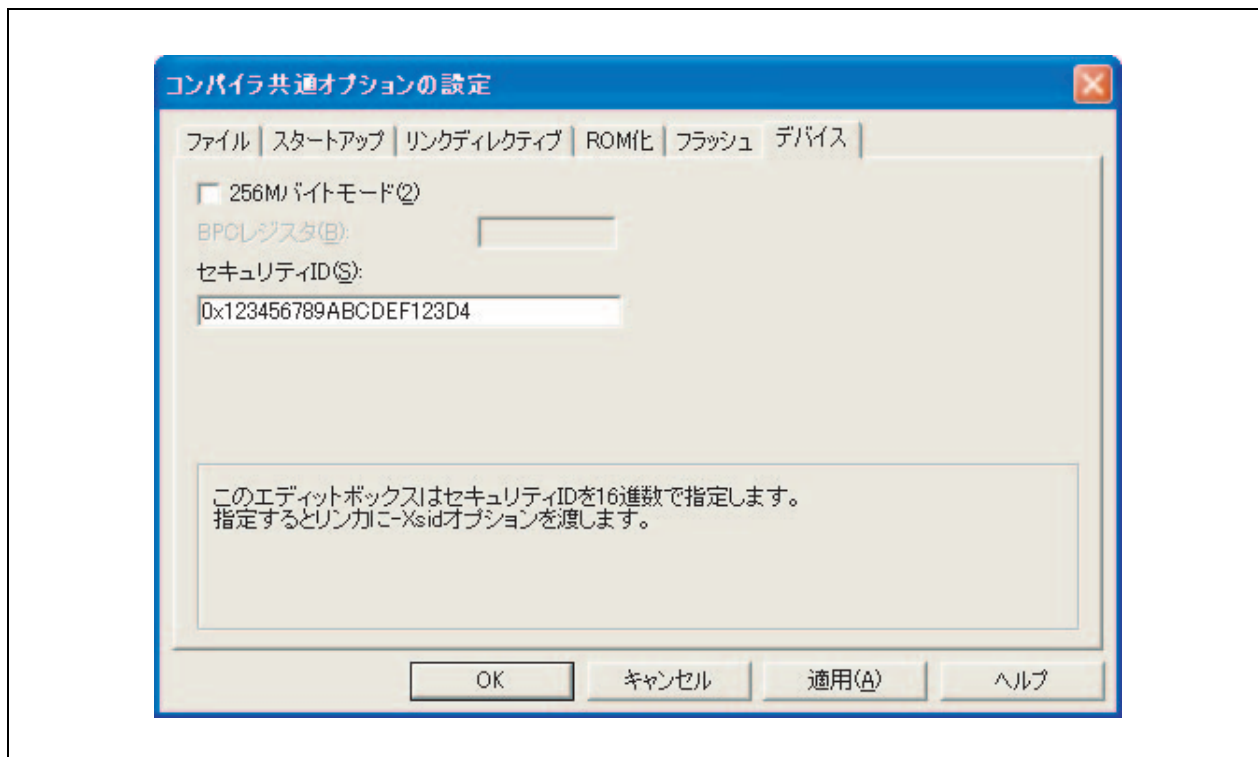 コンパイラ共通オプションの設定
ファイル スタートアップ リンクディレクティブ ROM化 フラッシュ デバイス
256Mバイトモード(2)
BPCレジスタ(B):
セキュリティID(S):
0x123456789ABCDEF123D4
このエディットボックスはセキュリティIDを16進数で指定します。
指定するとリンカに-Xsidオプションを渡します。
OK キャンセル 適用(A) ヘルプ